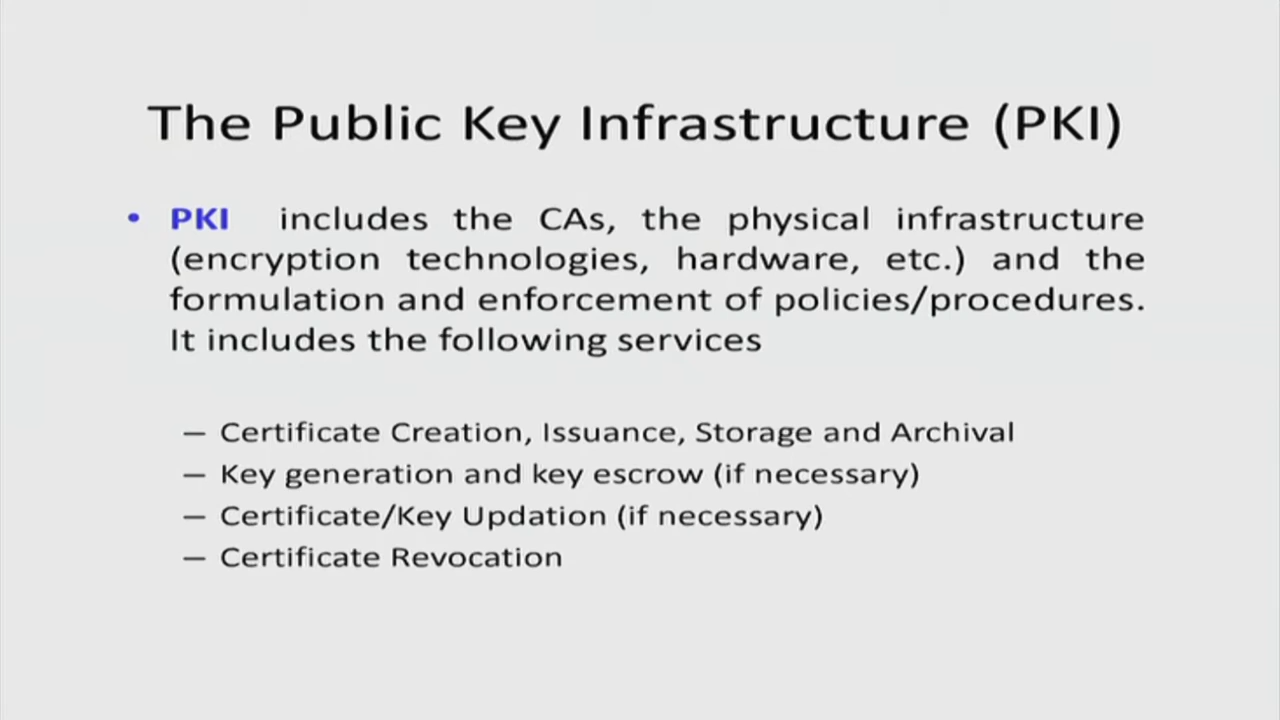 The Public Key Infrastructure (PKI)
• PKI includes the CAs, the physical infrastructure
(encryption technologies, hardware, etc.) and the
formulation and enforcement of policies/procedures.
It includes the following services
– Certificate Creation, Issuance, Storage and Archival
– Key generation and key escrow (if necessary)
– Certificate/Key Updation (if necessary)
– Certificate Revocation